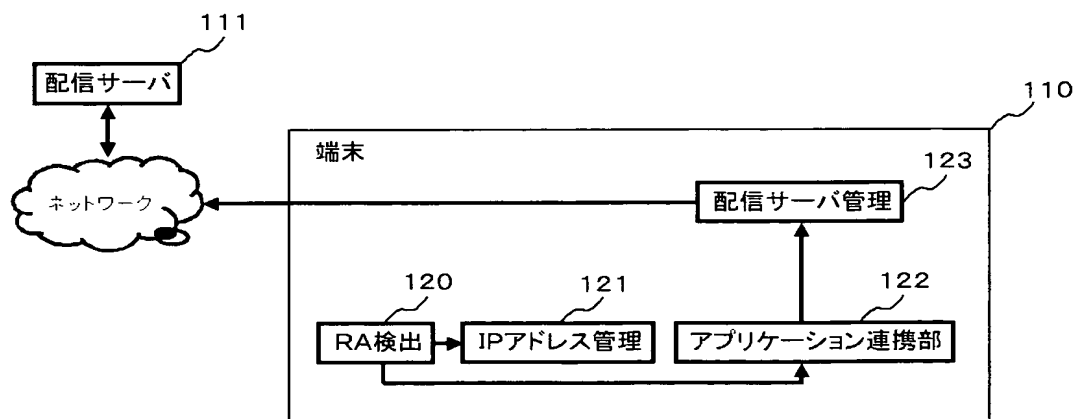 111
配信サーバ
110
端末
123
ネットワーク
配信サーバ管理
120
121
122
RA検出
IPアドレス管理
アプリケーション連携部